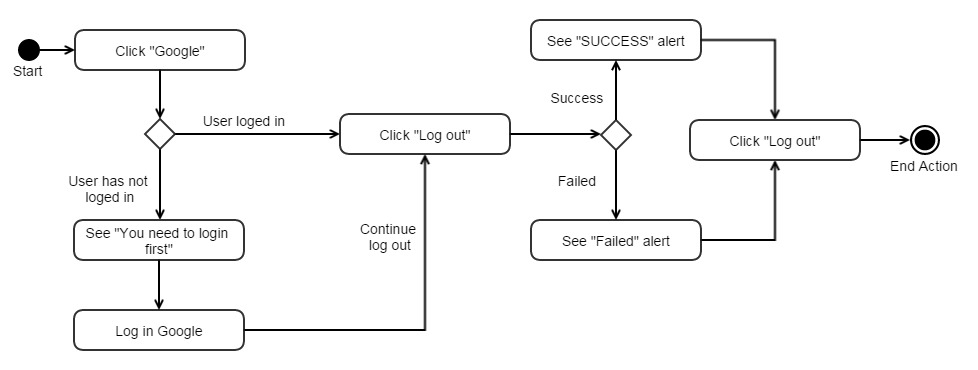 Start
Click "Google"
User loged in
User has not
loged in
See "You need to login
first"
Log in Google
Continue
log out
Click "Log out"
Success
See "SUCCESS" alert
Failed
See "Failed" alert
Click "Log out"
End Action